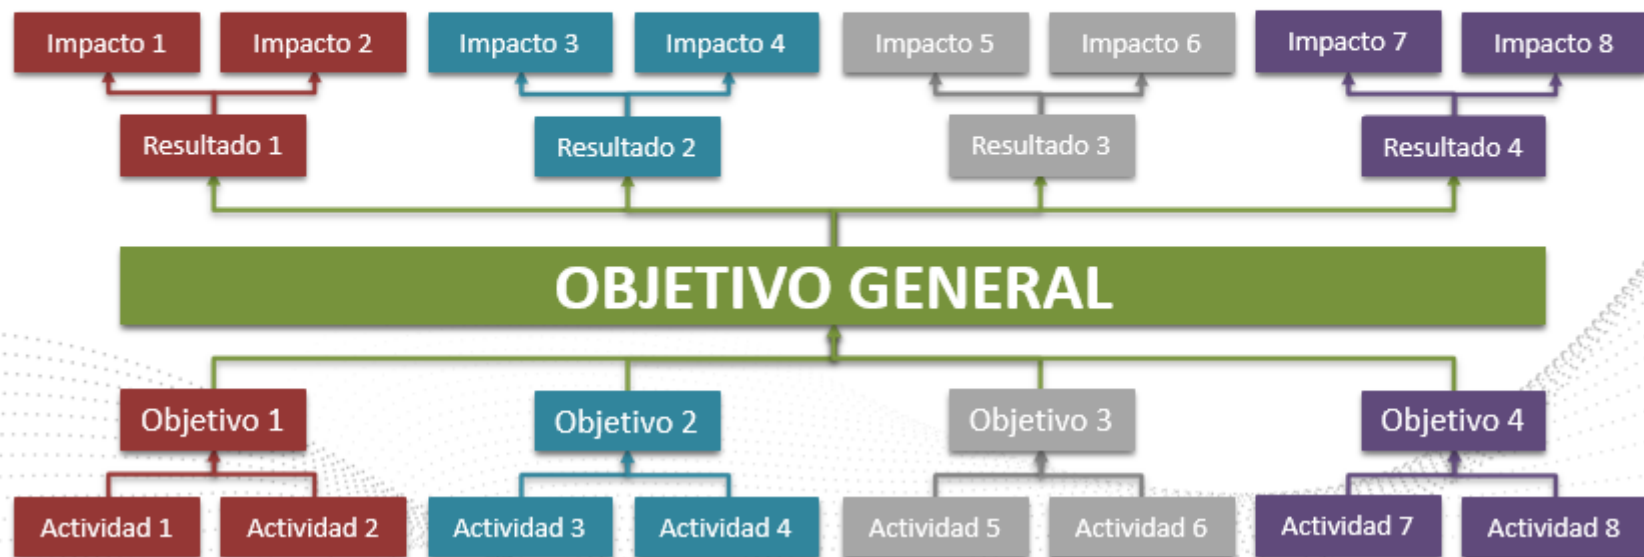 Impacto 1
Impacto 2
Impacto 3
Impacto 4
Impacto 5
Impacto 6
Impacto 7
Impacto 8
Resultado 1
Resultado 2
Resultado 3
Resultado 4
OBJETIVO GENERAL
Objetivo 1
Objetivo 2
Objetivo 3
Objetivo 4
Actividad 1
Actividad 2
Actividad 3
Actividad 4
Actividad 5
Actividad 6
Actividad 7
Actividad 8